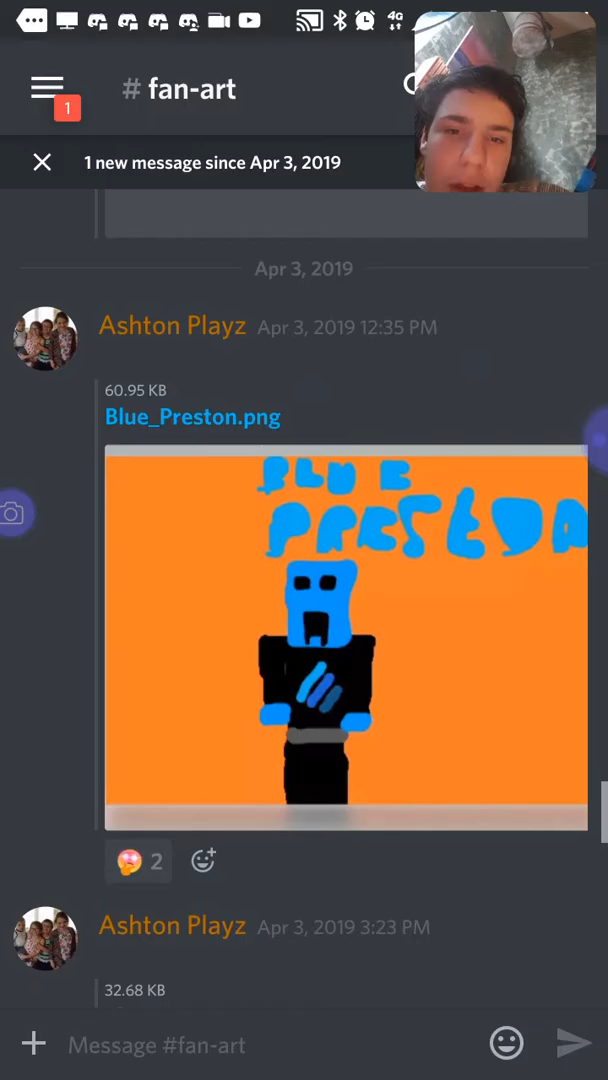 4G
# fan-art
1
1 new message since Apr 3, 2019
Apr 3, 2019
Ashton Playz Apr 3, 2019 12:35 PM
60.95 KB
Blue_Preston.png
BLUE
PRESTON
2
Ashton Playz Apr 3, 2019 3:23 PM
32.68 KB
Message #fan-art